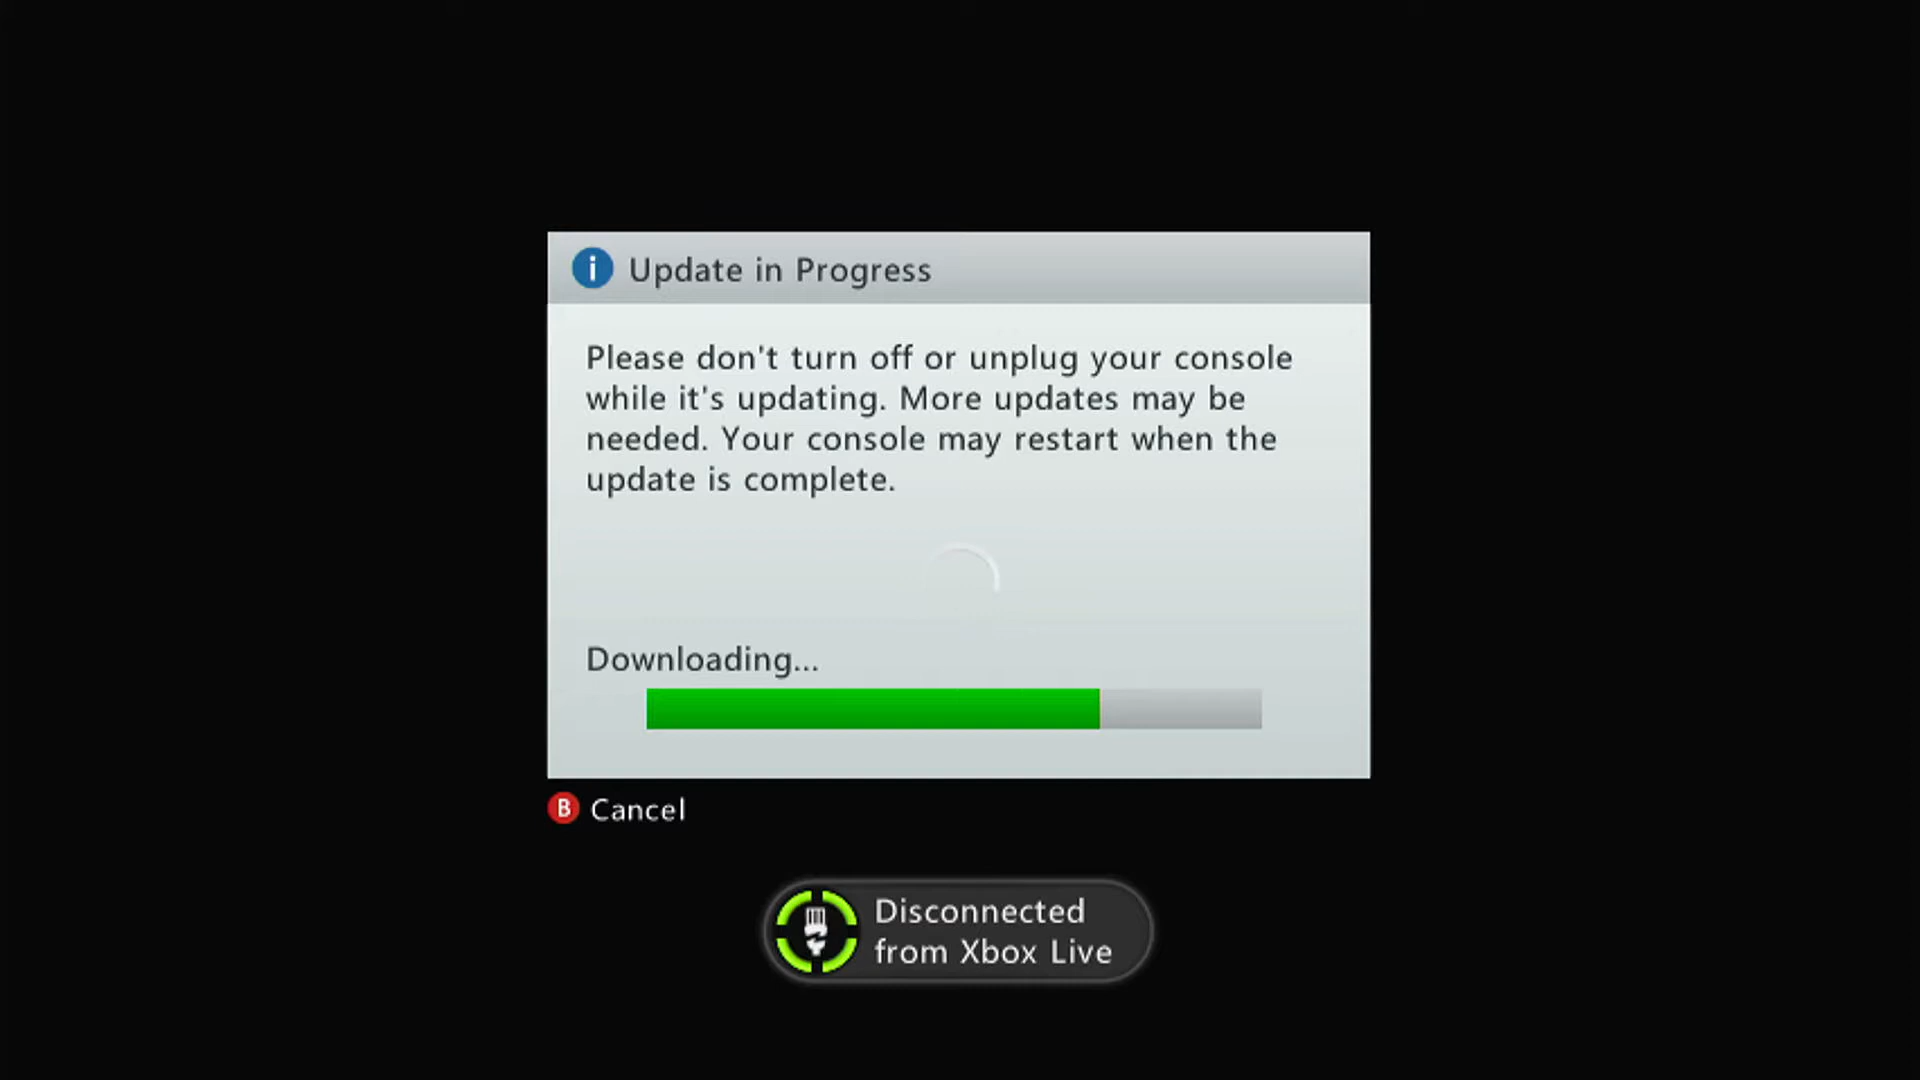 Update in Progress
Please don't turn off or unplug your console
while it's updating. More updates may be
needed. Your console may restart when the
update is complete.
Downloading...
B Cancel
Disconnected
from Xbox Live